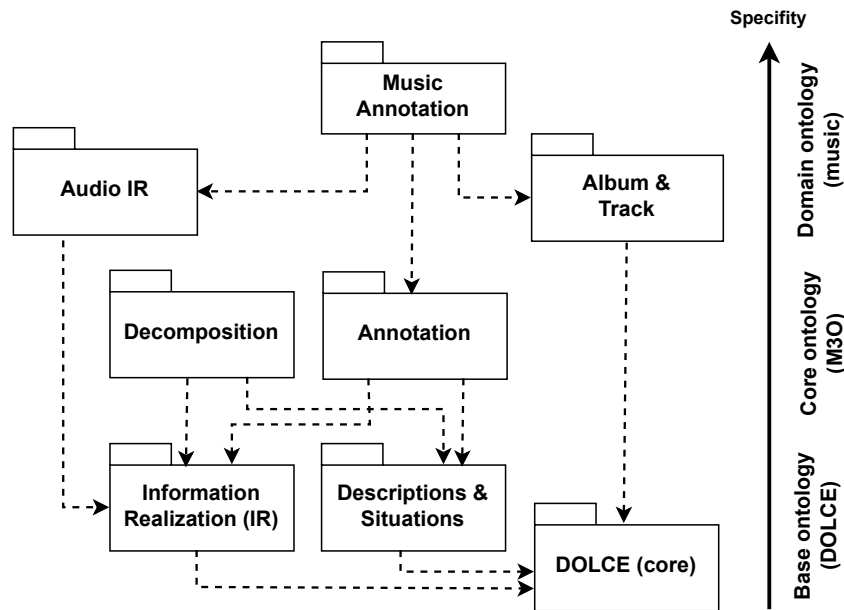 Specifity
Music
Annotation
Audio IR
Album &
Track
Domain ontology
(music)
Decomposition
Annotation
Core ontology
(M3O)
Information
Realization (IR)
Descriptions &
Situations
DOLCE (core)
Base ontology
(DOLCE)